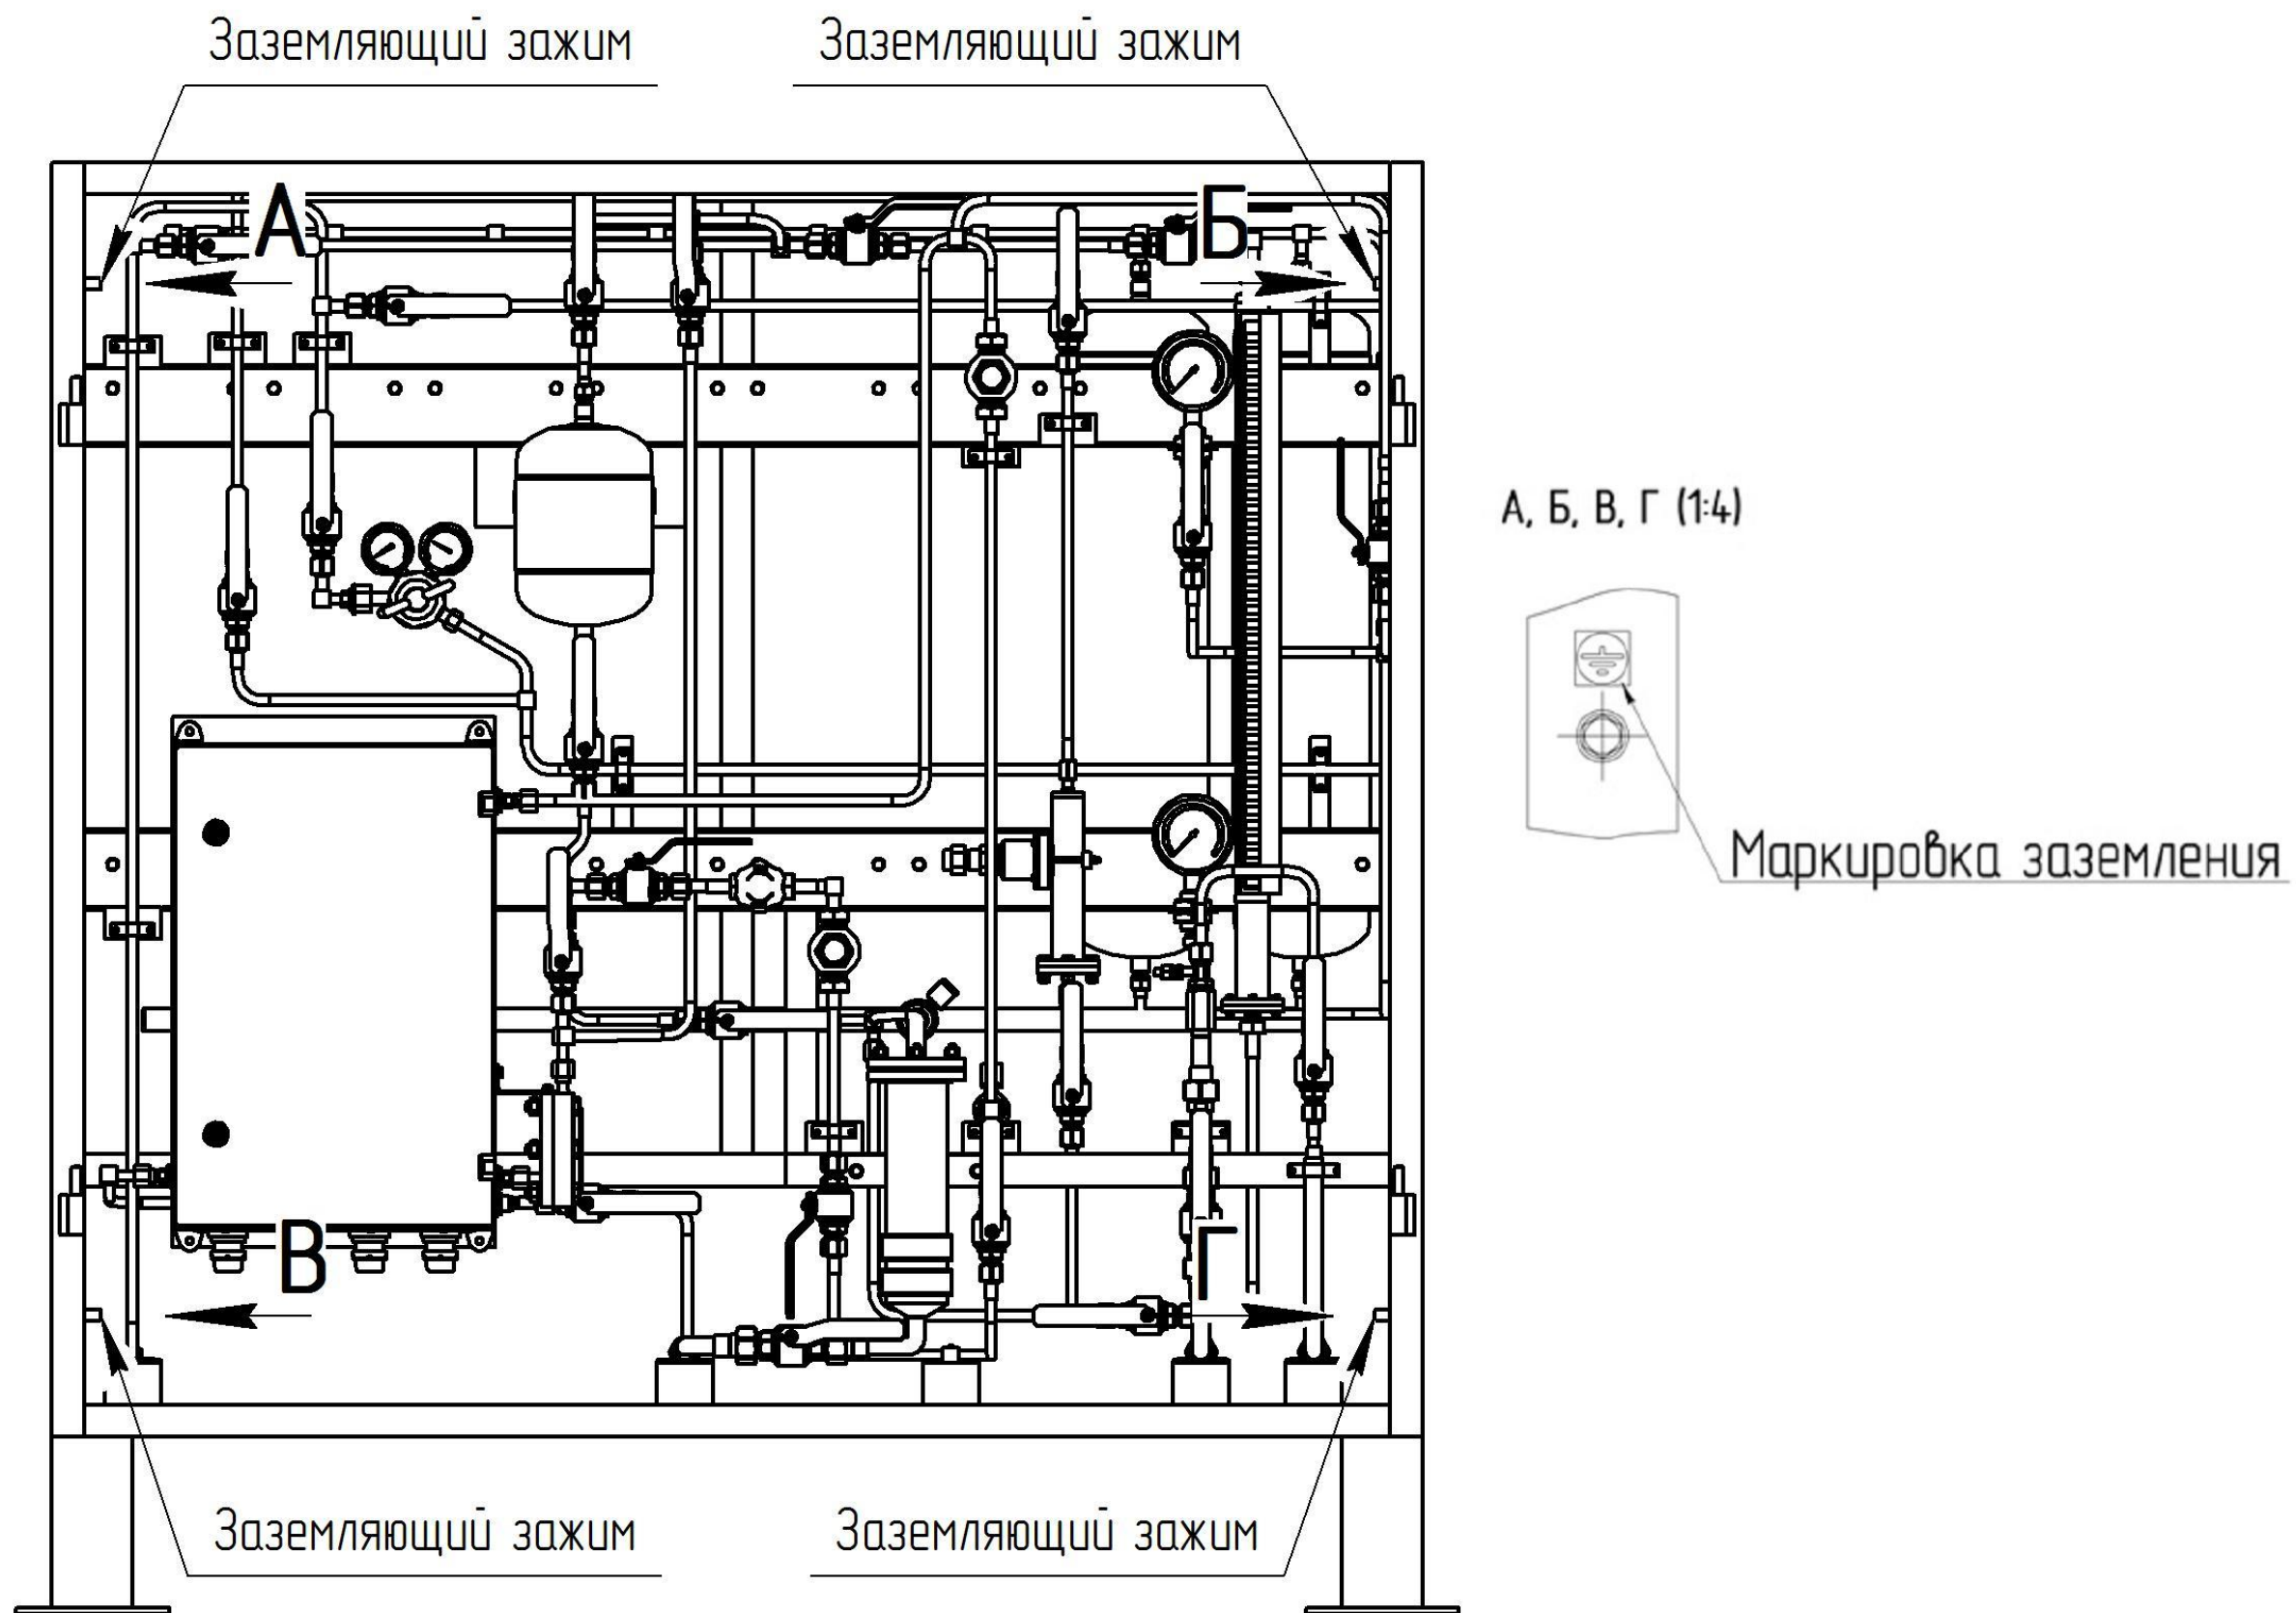 Заземляющий зажим
Заземляющий зажим
А
Б
А, Б, В, Г (1:4)
Маркировка заземления
В
Г
Заземляющий зажим
Заземляющий зажим